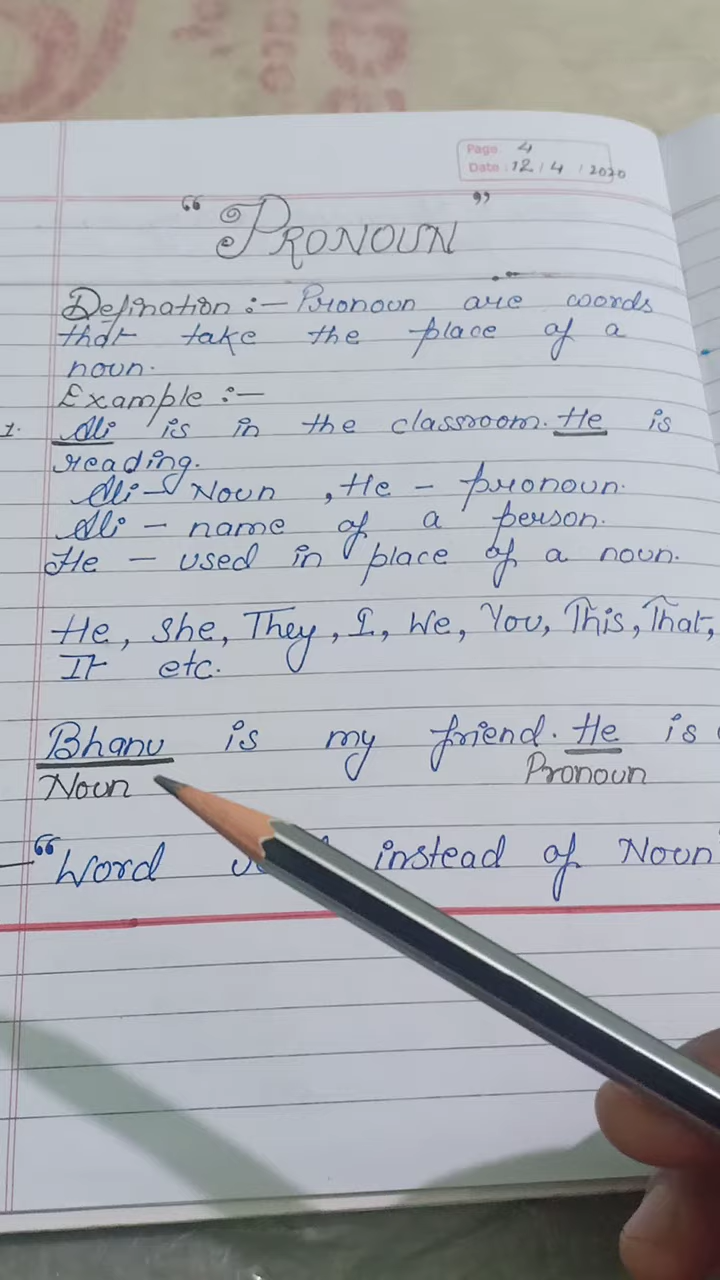 Page. 4
Date: 12 / 4 / 2020
"PRONOUN"
Defination :- Pronoun are words
that take the place of a
noun.
Example :-
1. Ali is in the classroom. He is
reading.
Ali - Noun , He - pronoun.
Ali - name of a person.
He - used in place of a noun.
He, She, They, I, We, You, This, That,
It etc.
Bhanu is my friend. He is
Noun Pronoun
"Word instead of Noun"